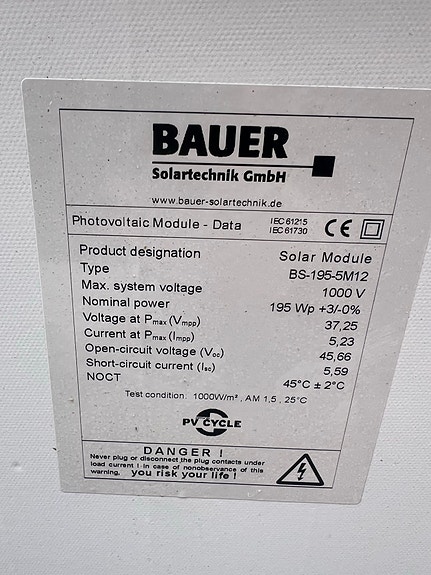 BAUER
Solartechnik GmbH
www.bauer-solartechnik.de
Photovoltaic Module - Data IEC 61215 IEC 61730 CE
Product designation Solar Module
Type BS-195-5M12
Max. system voltage 1000 V
Nominal power 195 Wp +3/-0%
Voltage at Pmax (Vmpp) 37,25
Current at Pmax (Impp) 5,23
Open-circuit voltage (Voc) 45,66
Short-circuit current (Isc) 5,59
NOCT 45°C ± 2°C
Test condition: 1000W/m², AM 1,5, 25°C
PV CYCLE
DANGER !
Never plug or disconnect the plug contacts under
load current ! In case of nonobservance of this
warning, you risk your life !